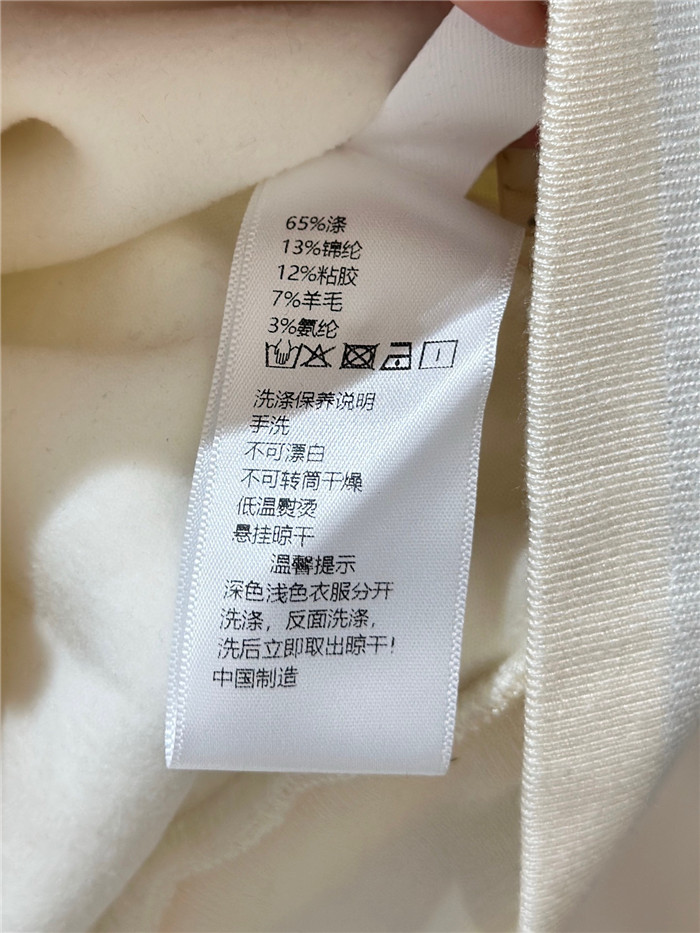 65%涤
13%锦纶
12%粘胶
7%羊毛
3%氨纶
洗涤保养说明
手洗
不可漂白
不可转筒干燥
低温熨烫
悬挂晾干
温馨提示
深色浅色衣服分开
洗涤，反面洗涤，
洗后立即取出晾干!
中国制造